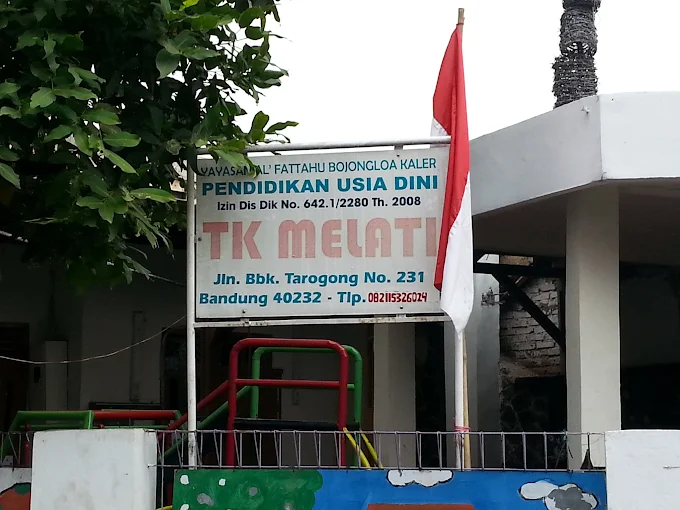 YAYASAN AL' FATTAHU BOJONGLOA KALER
PENDIDIKAN USIA DINI
Izin Dis Dik No. 642.1/2280 Th. 2008
TK MELATI
Jln. Bbk. Tarogong No. 231
Bandung 40232 - Tlp. 082115326024